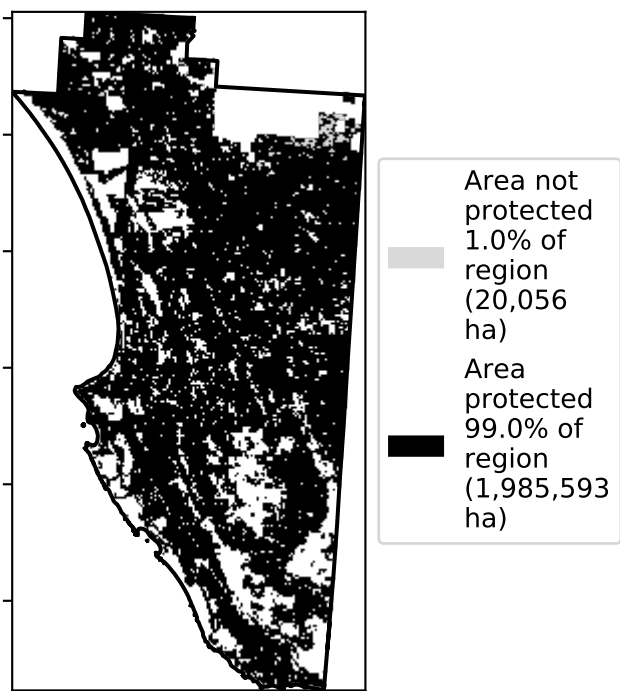 Area not
protected
1.0% of
region
(20,056
ha)
Area
protected
99.0% of
region
(1,985,593
ha)